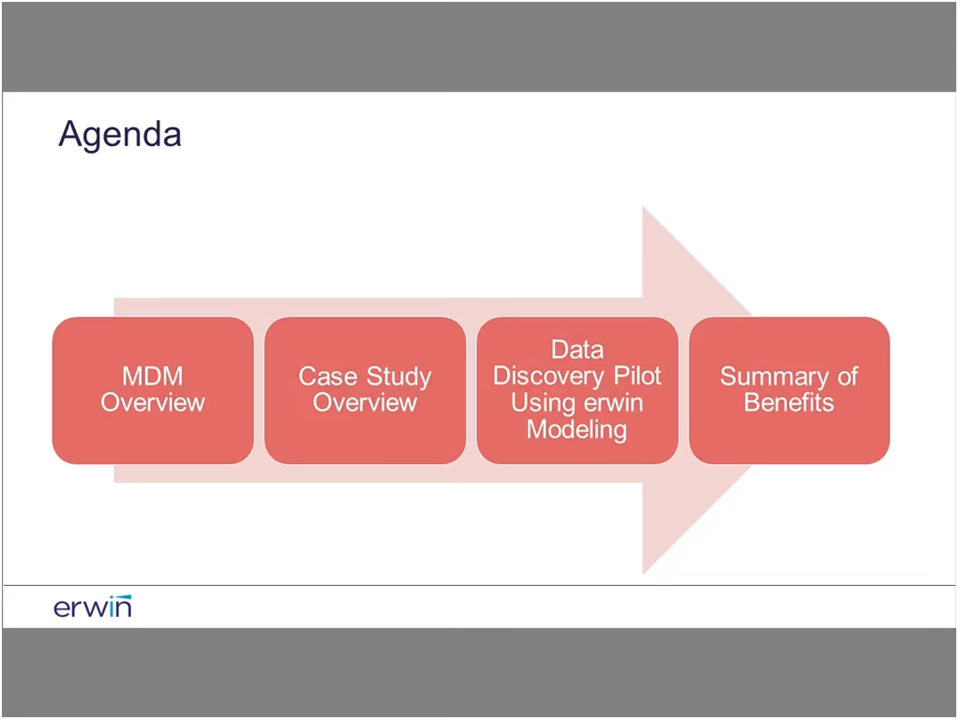 Agenda
MDM
Overview
Case Study
Overview
Data
Discovery Pilot
Using erwin
Modeling
Summary of
Benefits
erwin